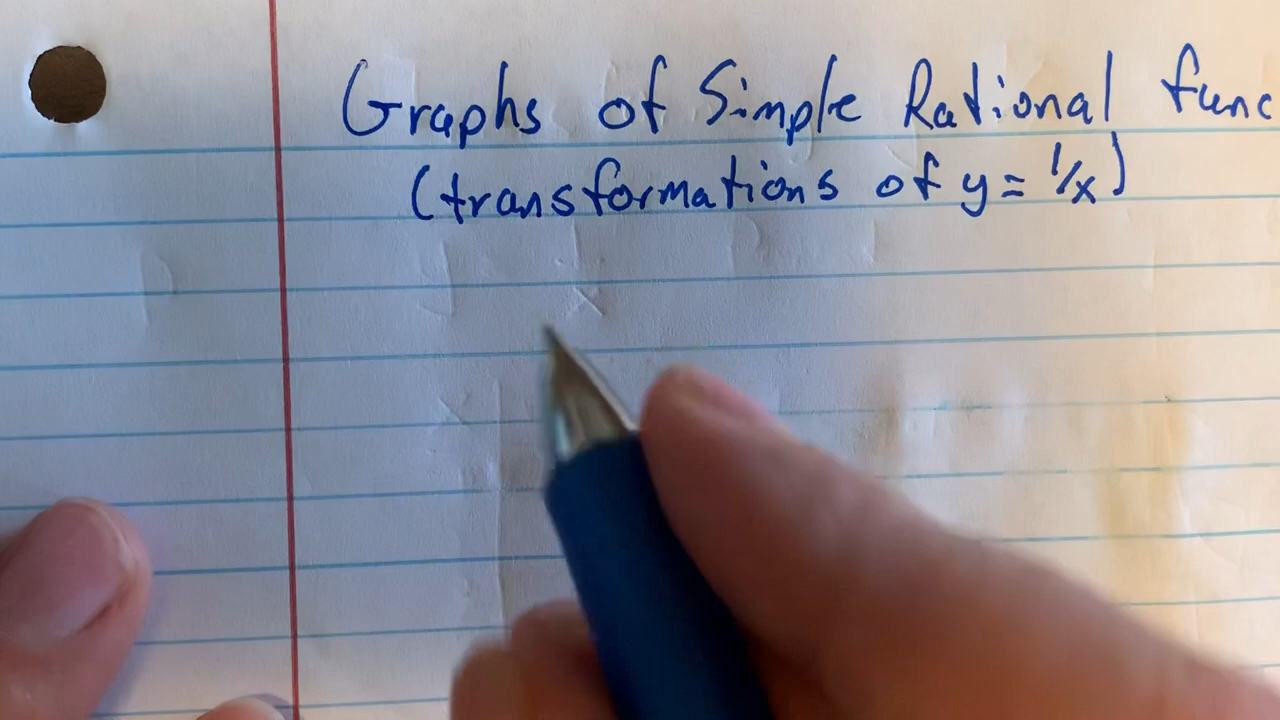 Graphs of Simple Rational func
(transformations of y = 1/x)